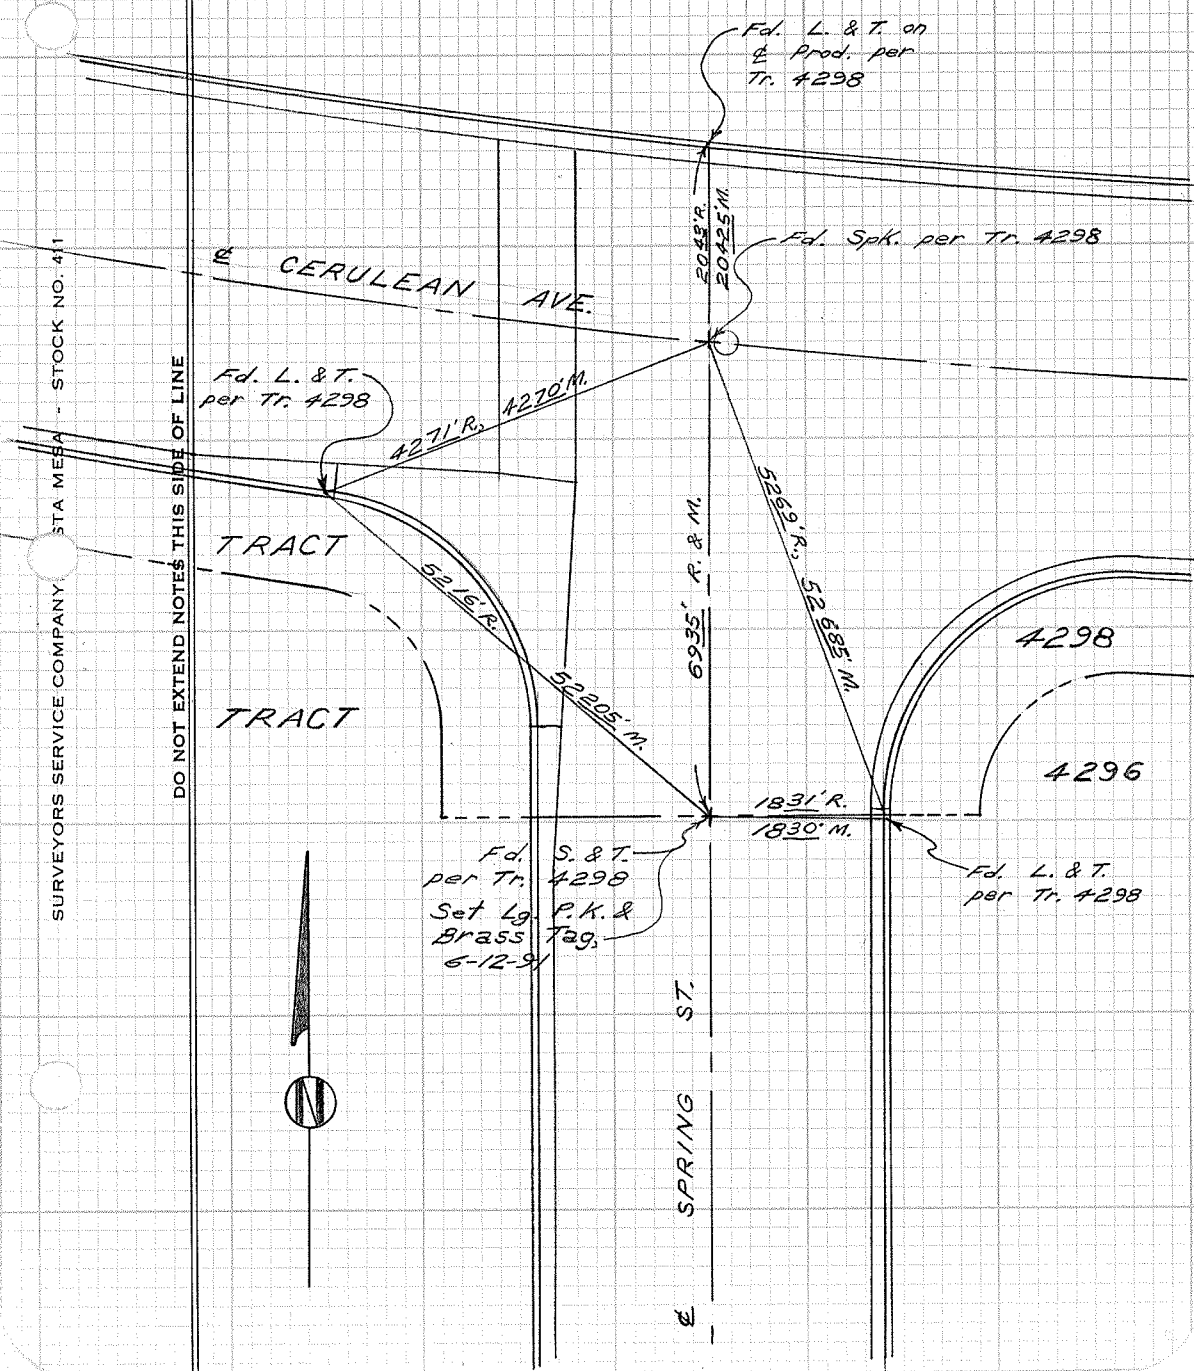 Fd. L. & T. on
℄ Prod. per
Tr. 4298
20 43' R.
20 425' M.
Fd. Spk. per Tr. 4298
℄ CERULEAN AVE.
Fd. L. & T.
per Tr. 4298
42 71' R.,
42 70' M.
52 69' R., 52 685' M.
69 35' R. & M.
TRACT
52 16' R.
52 205' M.
4298
TRACT
4296
18 31' R.
18 30' M.
Fd. S. & T.
per Tr. 4298
Set Lg. P.K. &
Brass Tag,
6-12-91
Fd. L. & T.
per Tr. 4298
℄ SPRING ST.
N
SURVEYORS SERVICE COMPANY STA MESA - STOCK NO. 411
DO NOT EXTEND NOTES THIS SIDE OF LINE